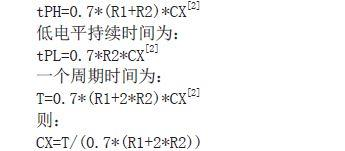 tPH=0.7*(R1+R2)*CX[2]
低电平持续时间为:
tPL=0.7*R2*CX[2]
一个周期时间为:
T=0.7*(R1+2*R2)*CX[2]
则:
CX=T/(0.7*(R1+2*R2))